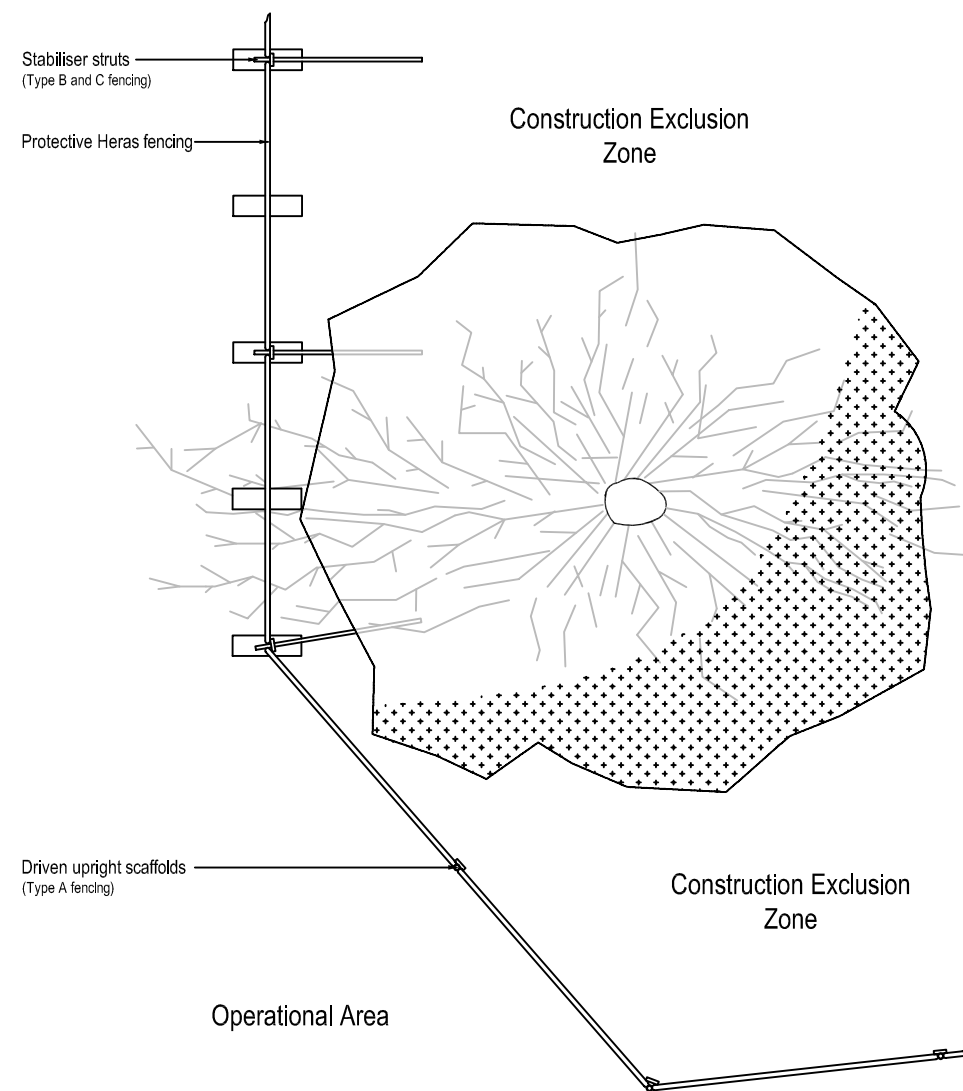 Stabiliser struts
(Type B and C fencing)
Construction Exclusion
Zone
Protective Heras fencing
Driven upright scaffolds
(Type A fencing)
Construction Exclusion
Zone
Operational Area